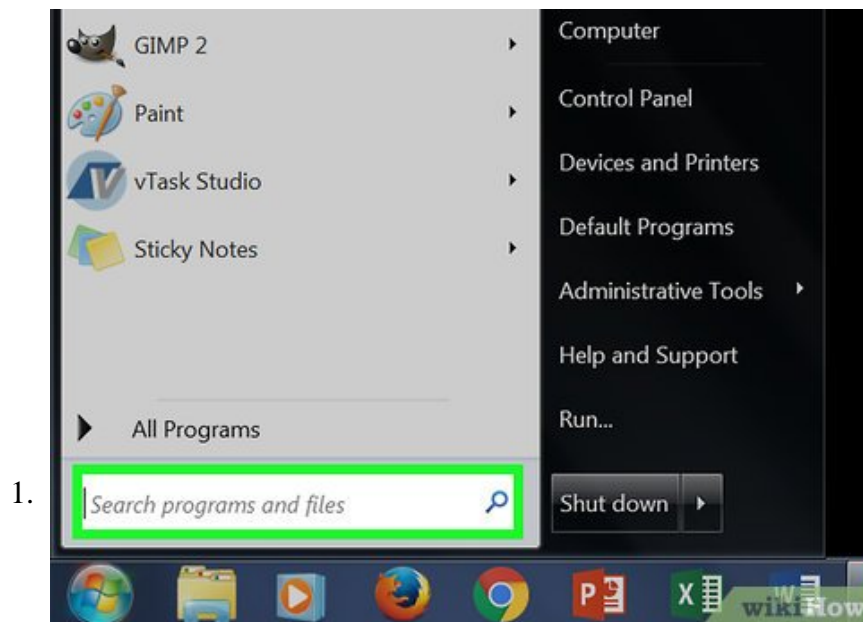 GIMP 2
Paint
vTask Studio
Sticky Notes
All Programs
Search programs and files
Computer
Control Panel
Devices and Printers
Default Programs
Administrative Tools
Help and Support
Run...
Shut down
1.
wikiHow